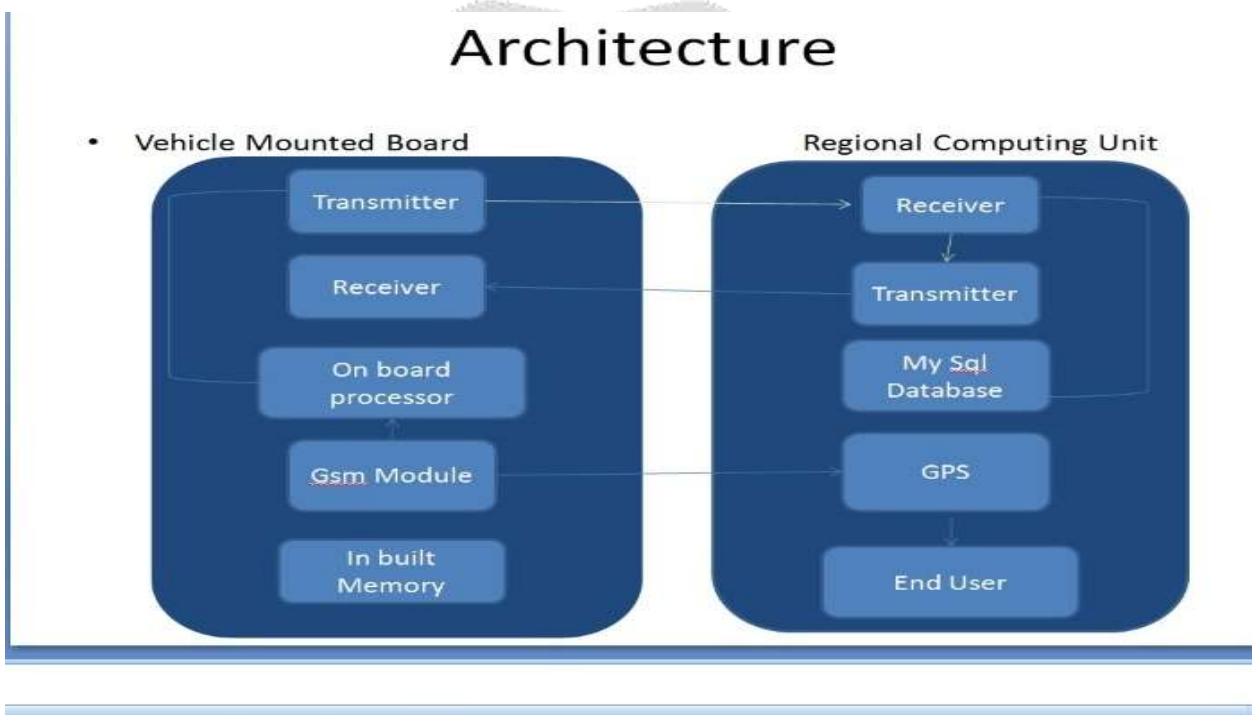 Architecture
• Vehicle Mounted Board
Transmitter
Receiver
On board
processor
Gsm Module
In built
Memory
Regional Computing Unit
Receiver
Transmitter
My Sql
Database
GPS
End User